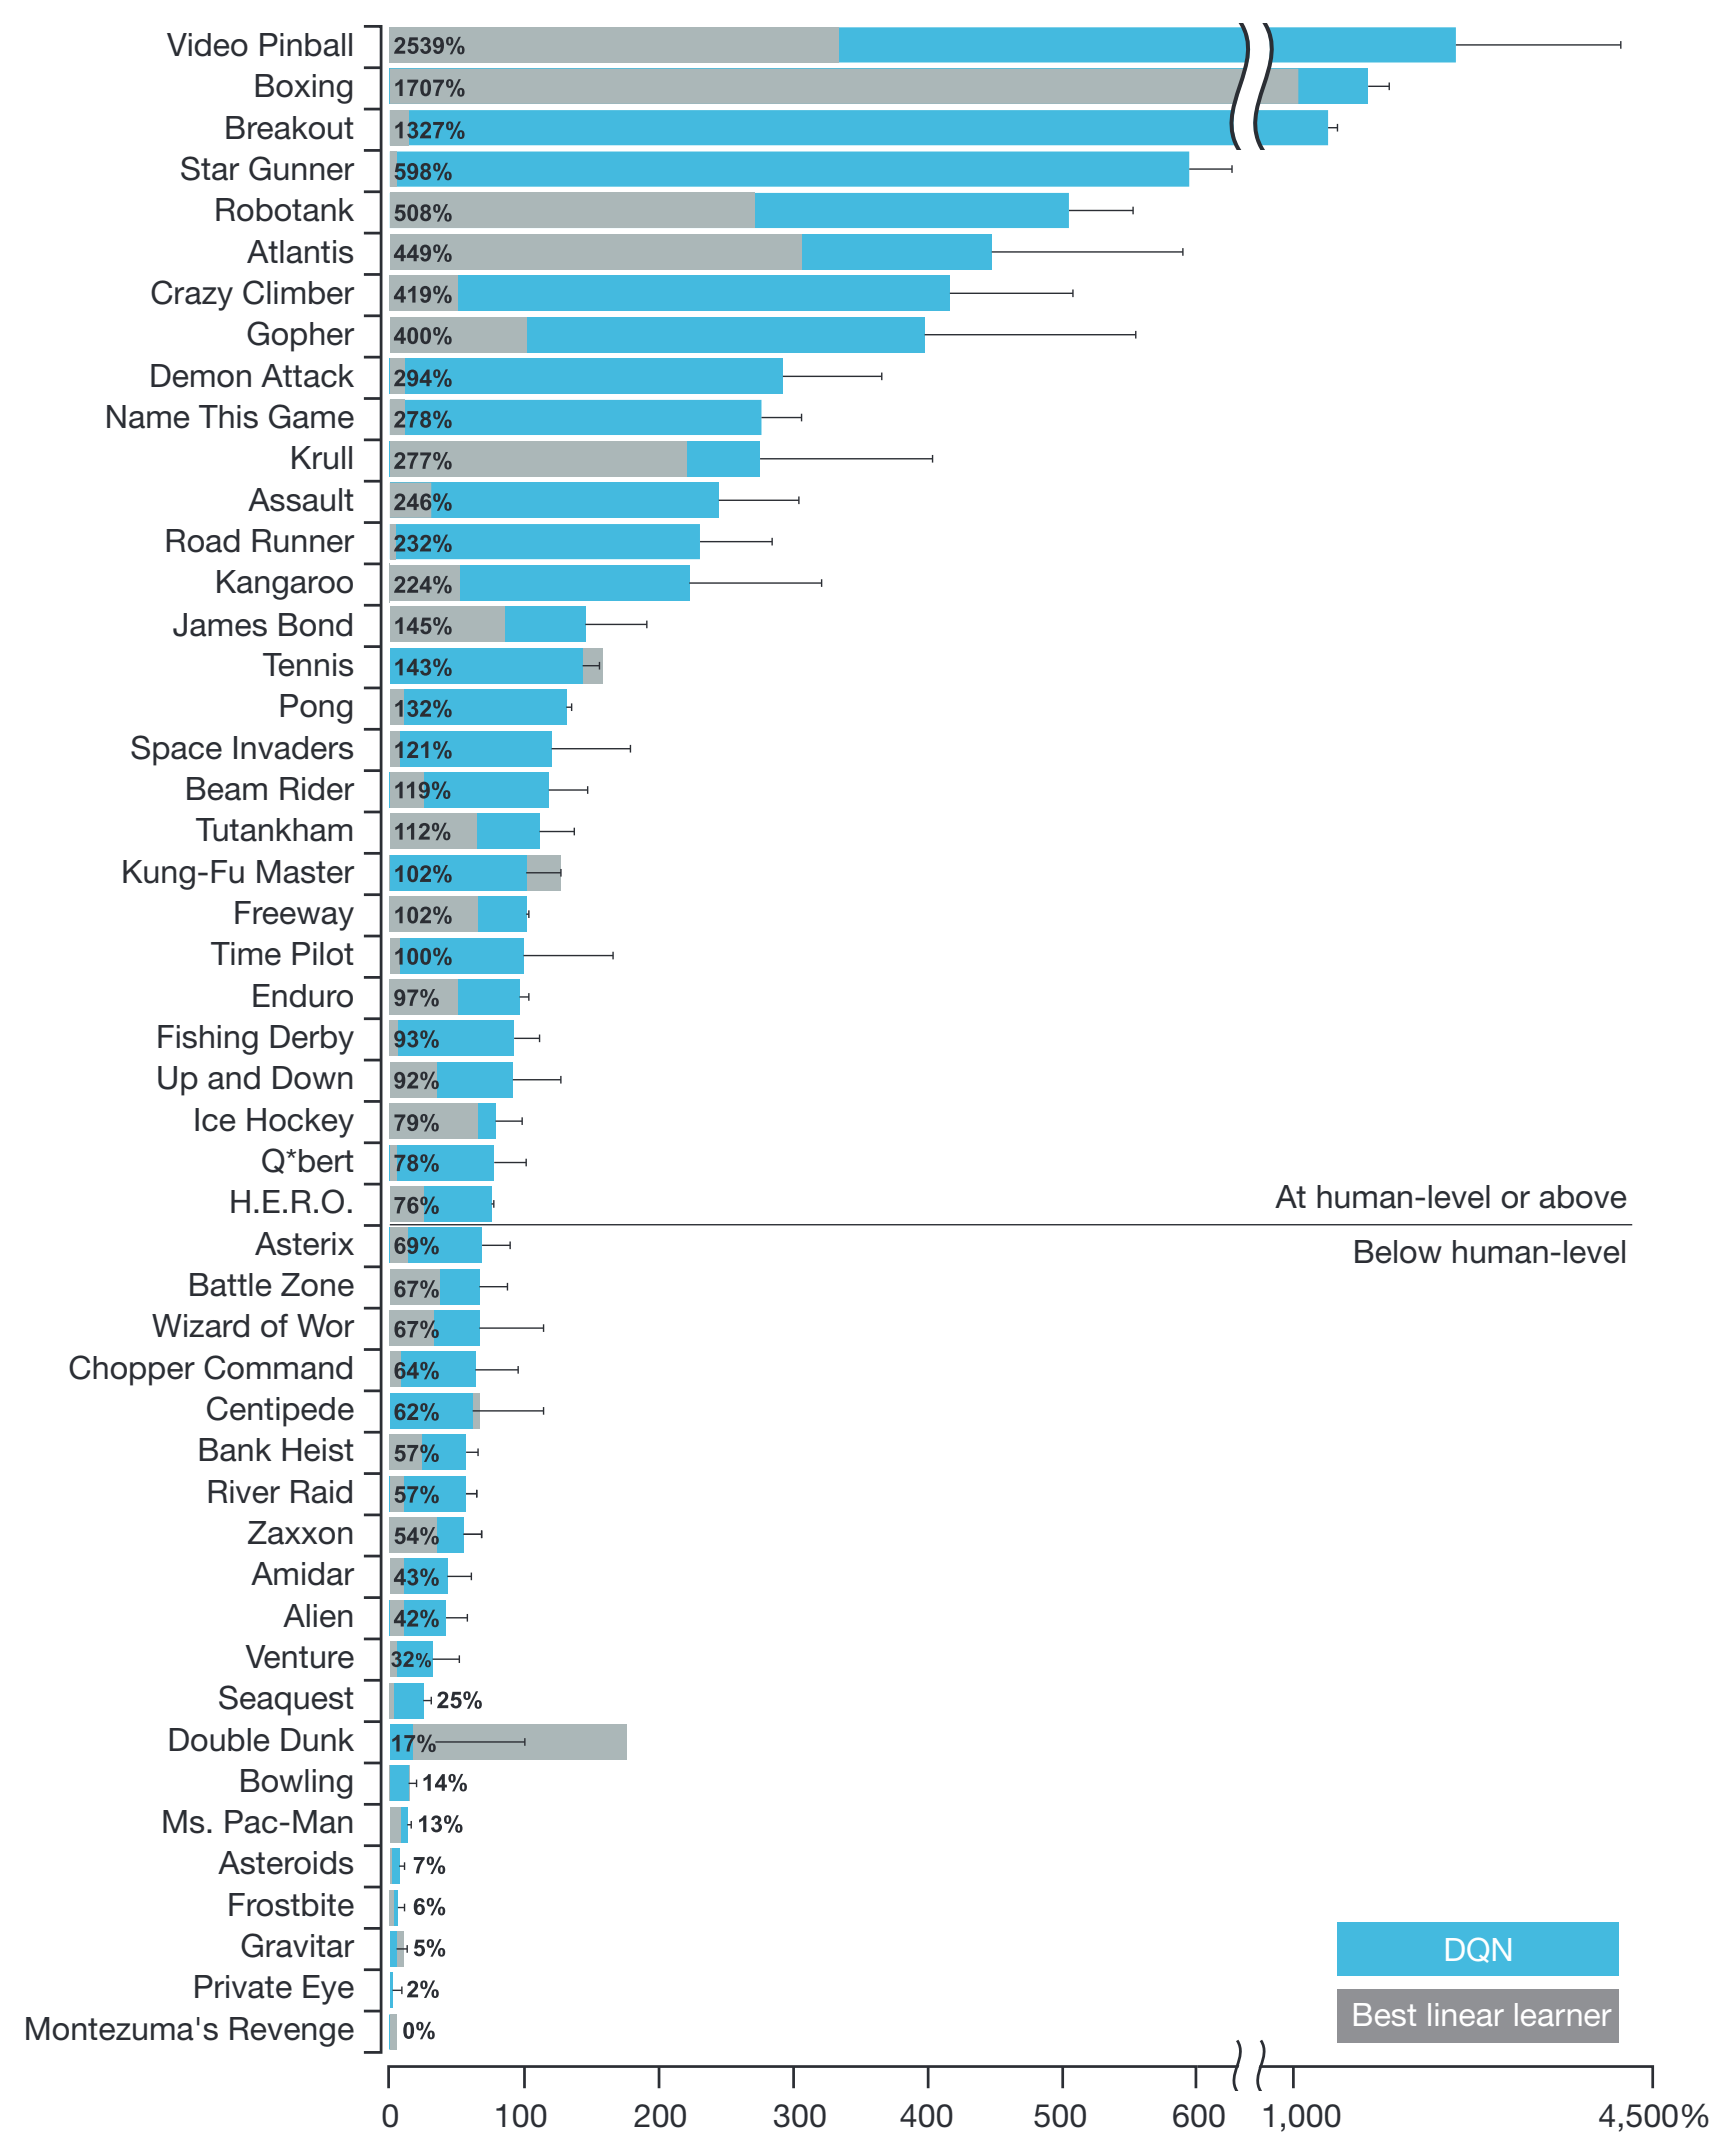 Video Pinball 2539%
Boxing 1707%
Breakout 1327%
Star Gunner 598%
Robotank 508%
Atlantis 449%
Crazy Climber 419%
Gopher 400%
Demon Attack 294%
Name This Game 278%
Krull 277%
Assault 246%
Road Runner 232%
Kangaroo 224%
James Bond 145%
Tennis 143%
Pong 132%
Space Invaders 121%
Beam Rider 119%
Tutankham 112%
Kung-Fu Master 102%
Freeway 102%
Time Pilot 100%
Enduro 97%
Fishing Derby 93%
Up and Down 92%
Ice Hockey 79%
Q*bert 78%
H.E.R.O. 76%
At human-level or above
Asterix 69%
Below human-level
Battle Zone 67%
Wizard of Wor 67%
Chopper Command 64%
Centipede 62%
Bank Heist 57%
River Raid 57%
Zaxxon 54%
Amidar 43%
Alien 42%
Venture 32%
Seaquest 25%
Double Dunk 17%
Bowling 14%
Ms. Pac-Man 13%
Asteroids 7%
Frostbite 6%
Gravitar 5%
Private Eye 2%
Montezuma's Revenge 0%
DQN
Best linear learner
0 100 200 300 400 500 600 1,000 4,500%